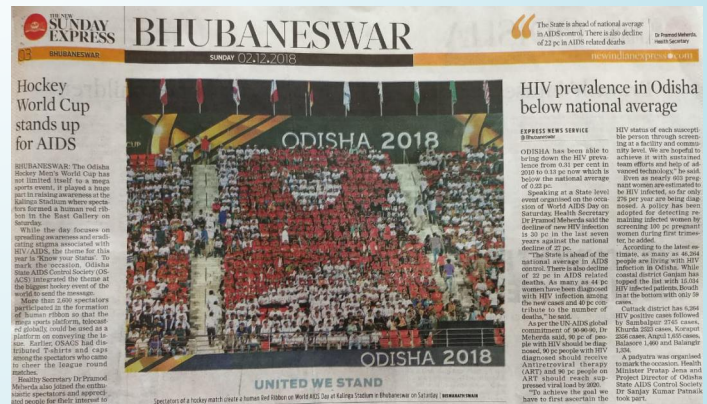 THE NEW
SUNDAY
EXPRESS
03
BHUBANESWAR
BHUBANESWAR
SUNDAY 02.12.2018
The State is ahead of national average
in AIDS control. There is also decline
of 22 pc in AIDS related deaths
Dr Pramod Meherda,
Health Secretary
newindianexpress.com
Hockey
World Cup
stands up
for AIDS
BHUBANESWAR: The Odisha
Hockey Men's World Cup has
not limited itself to a mega
sports event, it played a huge
part in raising awareness at the
Kalinga Stadium where specta-
tors formed a human red rib-
bon in the East Gallery on
Saturday.
While the day focuses on
spreading awareness and eradi-
cating stigma associated with
HIV/AIDS, the theme for this
year is 'Know your Status'. To
mark the occasion, Odisha
State AIDS Control Society (OS-
ACS) integrated the theme at
the biggest hockey event of the
world to send the message.
More than 2,600 spectators
participated in the formation
of human ribbon so that the
mega sports platform, telecast-
ed globally, could be used as a
platform on conveying the is-
sue. Earlier, OSACS had dis-
tributed T-shirts and caps
among the spectators who came
to cheer the league round
matches.
Healthy Secretary Dr Pramod
Meherda also joined the enthu-
siastic spectators and appreci-
ated people for their interest in
CUP
ODISHA 2018
ODISHA 2018
UNITED WE STAND
Spectators of a hockey match create a human Red Ribbon on World AIDS Day at Kalinga Stadium in Bhubaneswar on Saturday | BISWANATH SWAIN
HIV prevalence in Odisha
below national average
EXPRESS NEWS SERVICE
@ Bhubaneswar
ODISHA has been able to
bring down the HIV preva-
lence from 0.31 per cent in
2010 to 0.13 pc now which is
below the national average
of 0.22 pc.
Speaking at a State level
event organised on the occa-
sion of World AIDS Day on
Saturday, Health Secretary
Dr Pramod Meherda said the
decline of new HIV infection
is 30 pc in the last seven
years against the national
decline of 27 pc.
"The State is ahead of the
national average in AIDS
control. There is also decline
of 22 pc in AIDS related
deaths. As many as 44 pc
women have been diagnosed
with HIV infection among
the new cases and 40 pc con-
tribute to the number of
deaths," he said.
As per the UN-AIDS global
commitment of 90-90-90, Dr
Meherda said, 90 pc of peo-
ple with HIV should be diag-
nosed, 90 pc people with HIV
diagnosed should receive
Antiretroviral therapy
(ART) and 90 pc people on
ART should reach sup-
pressed viral load by 2020.
"To achieve the goal we
have to first ascertain the
HIV status of each suscepti-
ble person through screen-
ing at a facility and commu-
nity level. We are hopeful to
achieve it with sustained
team efforts and help of ad-
vanced technology," he said.
Even as nearly 603 preg-
nant women are estimated to
be HIV infected, so far only
276 per year are being diag-
nosed. A policy has been
adopted for detecting re-
maining infected women by
screening 100 pc pregnant
women during first trimes-
ter, he added.
According to the latest es-
timate, as many as 46,264
people are living with HIV
infection in Odisha. While
coastal district Ganjam has
topped the list with 15,034
HIV infected patients, Boudh
is at the bottom with only 59
cases.
Cuttack district has 5,264
HIV positive cases followed
by Sambalpur 2745 cases,
Khurda 2523 cases, Koraput
2356 cases, Angul 1,835 cases,
Balasore 1,460 and Balangir
1,334.
A padyatra was organised
to mark the occasion. Health
Minister Pratap Jena and
Project Director of Odisha
State AIDS Control Society
Dr Sanjay Kumar Patnaik
took part.